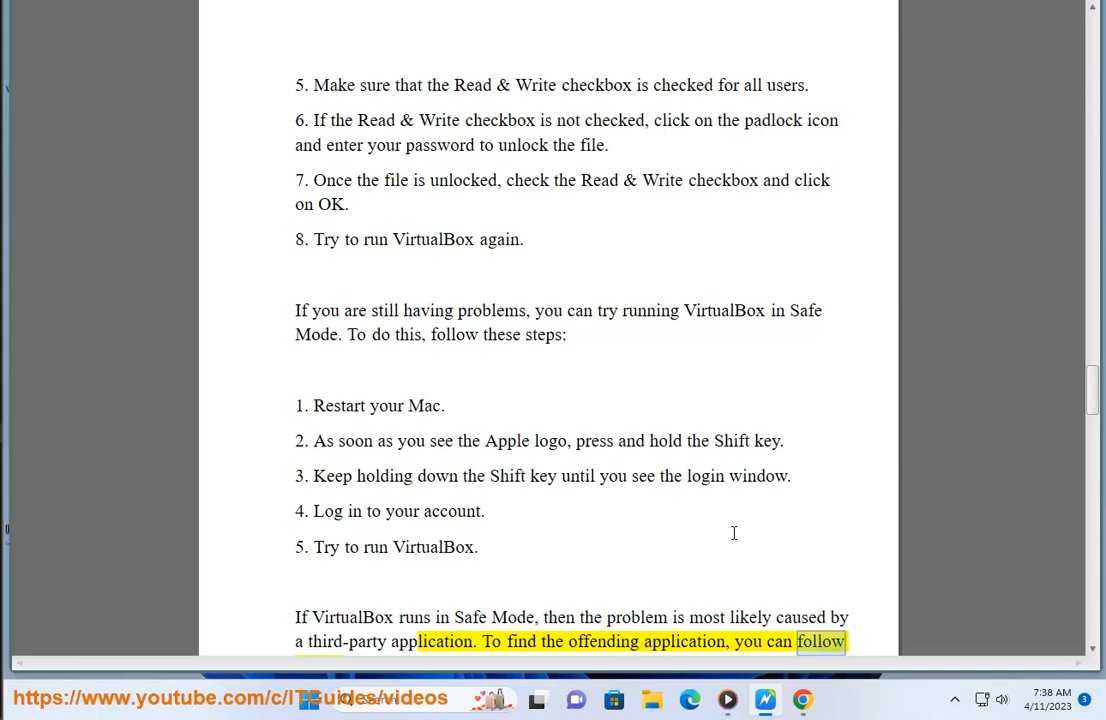 5. Make sure that the Read & Write checkbox is checked for all users.
6. If the Read & Write checkbox is not checked, click on the padlock icon
and enter your password to unlock the file.
7. Once the file is unlocked, check the Read & Write checkbox and click
on OK.
8. Try to run VirtualBox again.
If you are still having problems, you can try running VirtualBox in Safe
Mode. To do this, follow these steps:
1. Restart your Mac.
2. As soon as you see the Apple logo, press and hold the Shift key.
3. Keep holding down the Shift key until you see the login window.
4. Log in to your account.
5. Try to run VirtualBox.
If VirtualBox runs in Safe Mode, then the problem is most likely caused by
a third-party application. To find the offending application, you can follow
https://www.youtube.com/c/ITGuides/videos
7:38 AM
4/11/2023
3